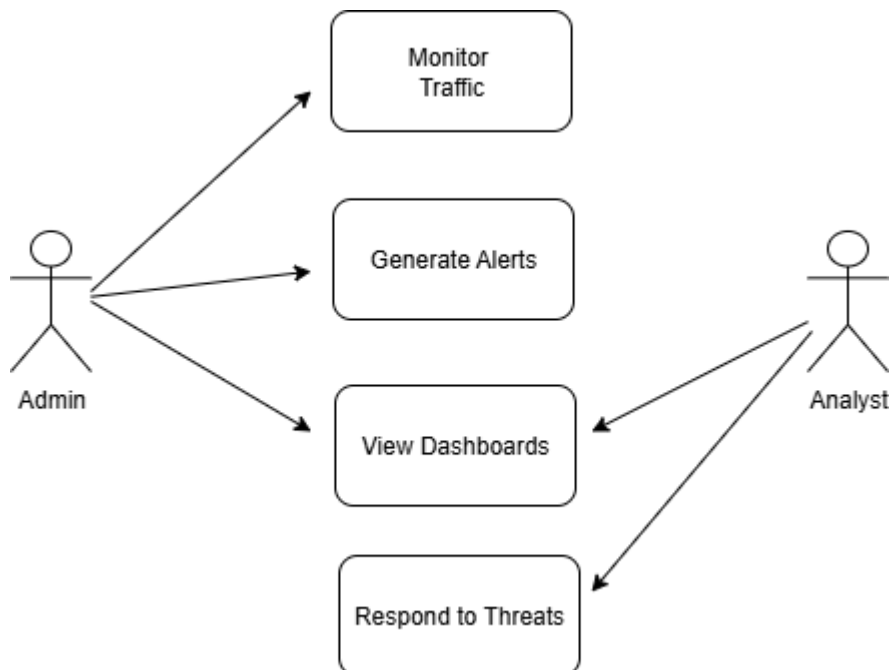 Monitor
Traffic
Generate Alerts
Admin
Analyst
View Dashboards
Respond to Threats